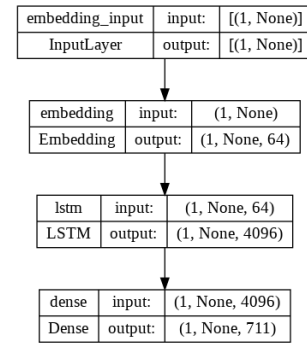 embedding_input input: [(1, None)]
InputLayer output: [(1, None)]
embedding input: (1, None)
Embedding output: (1, None, 64)
lstm input: (1, None, 64)
LSTM output: (1, None, 4096)
dense input: (1, None, 4096)
Dense output: (1, None, 711)